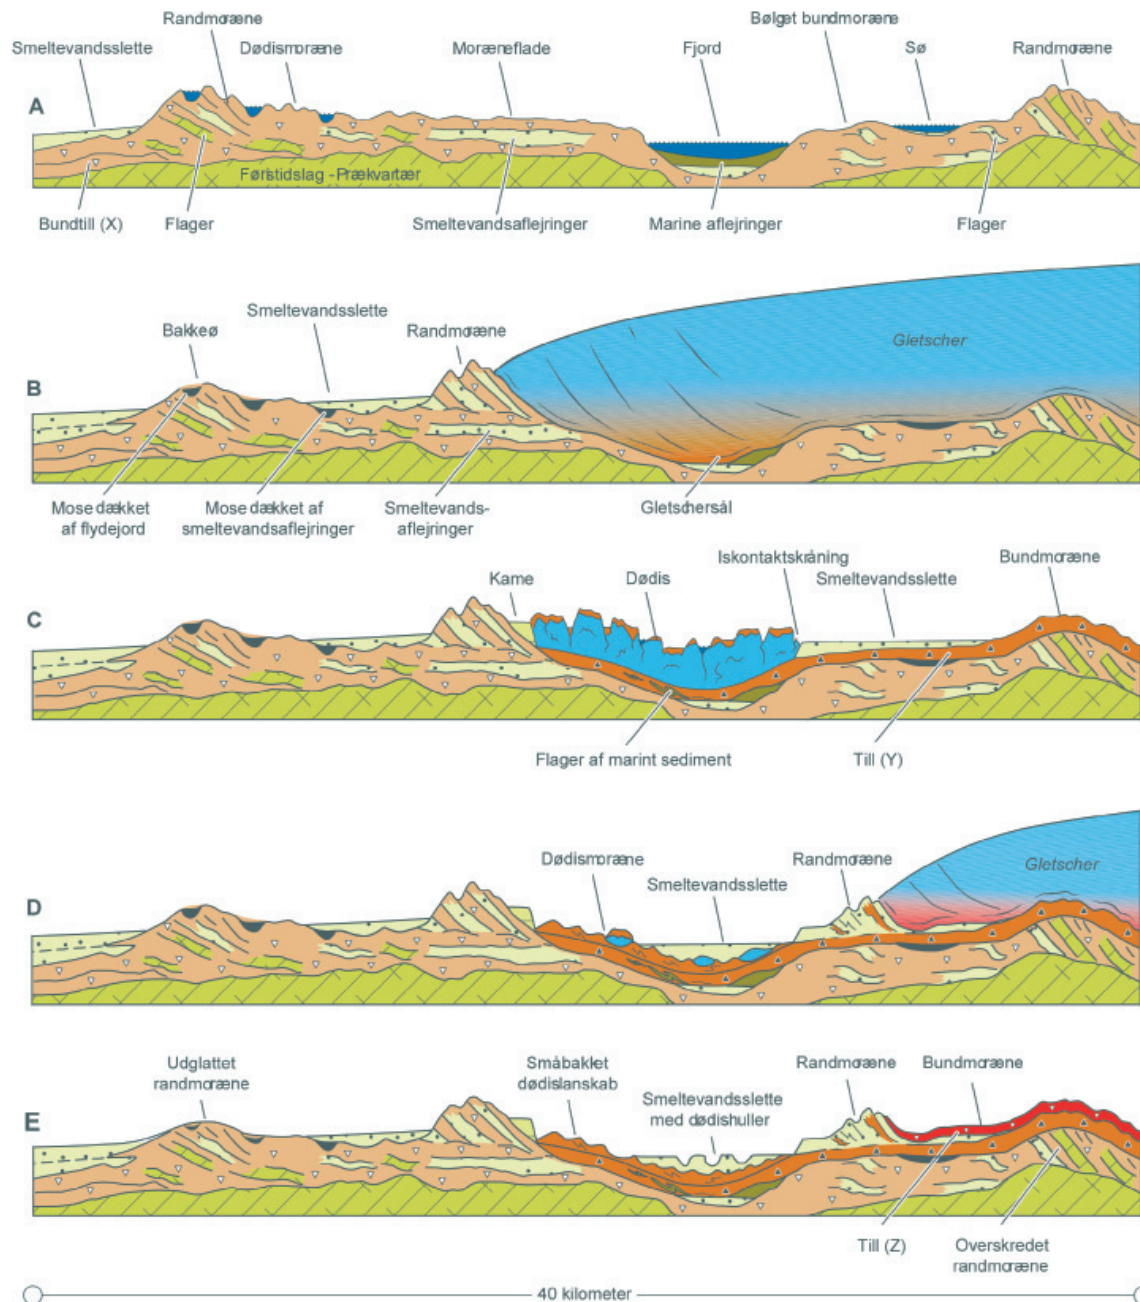 Randmoræne
Bølget bundmoræne
Smeltevandsslette
Dødismoræne
Moræneflade
Fjord
Sø
Randmoræne
A
Føristidslag -Prækvartær
Bundtill (X)
Flager
Smeltevandsaflejringer
Marine aflejringer
Flager
Smeltevandsslette
Bakkeø
Randmoræne
Gletscher
B
Mose dækket
af flydejord
Mose dækket af
smeltevandsaflejringer
Smeltevands-
aflejringer
Gletschersål
Iskontaktskråning
Kame
Dødis
Smeltevandsslette
Bundmoræne
C
Flager af marint sediment
Till (Y)
Dødismoræne
Smeltevandsslette
Randmoræne
Gletscher
D
Udglattet
randmoræne
Småbakket
dødislanskab
Smeltevandsslette
med dødishuller
Randmoræne
Bundmoræne
E
Till (Z)
Overskredet
randmoræne
40 kilometer